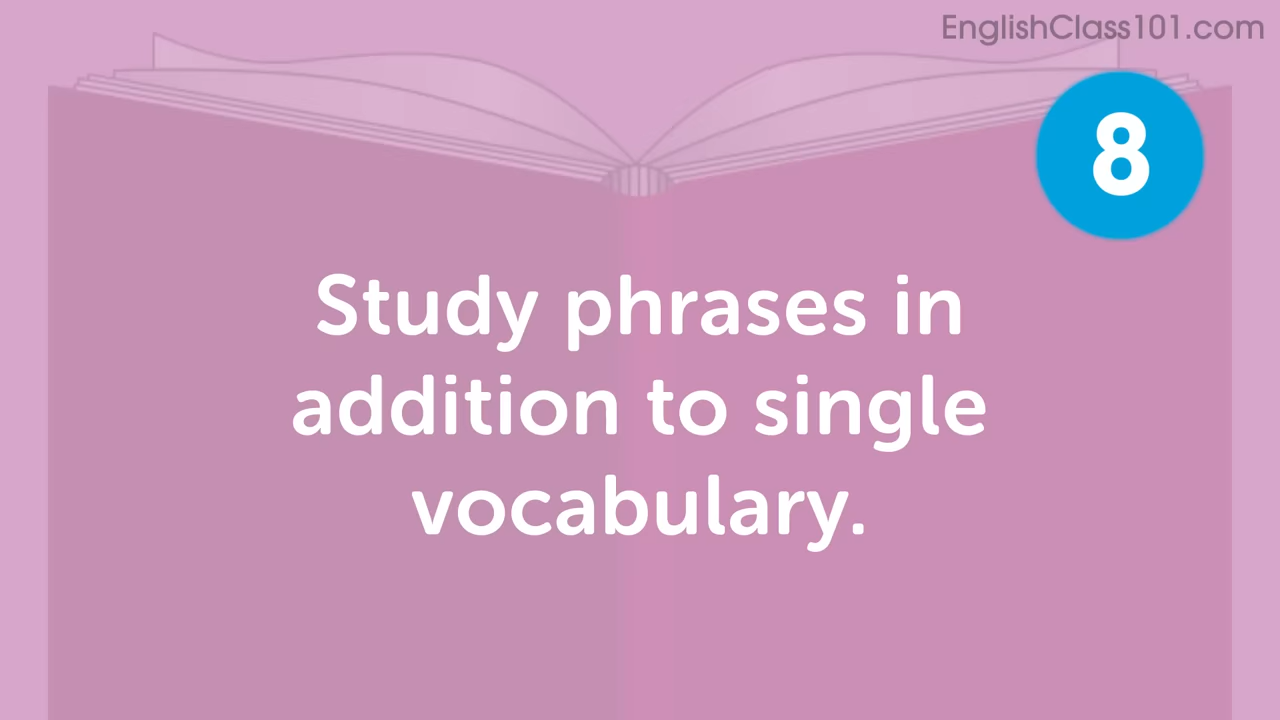 EnglishClass101.com
8
Study phrases in
addition to single
vocabulary.